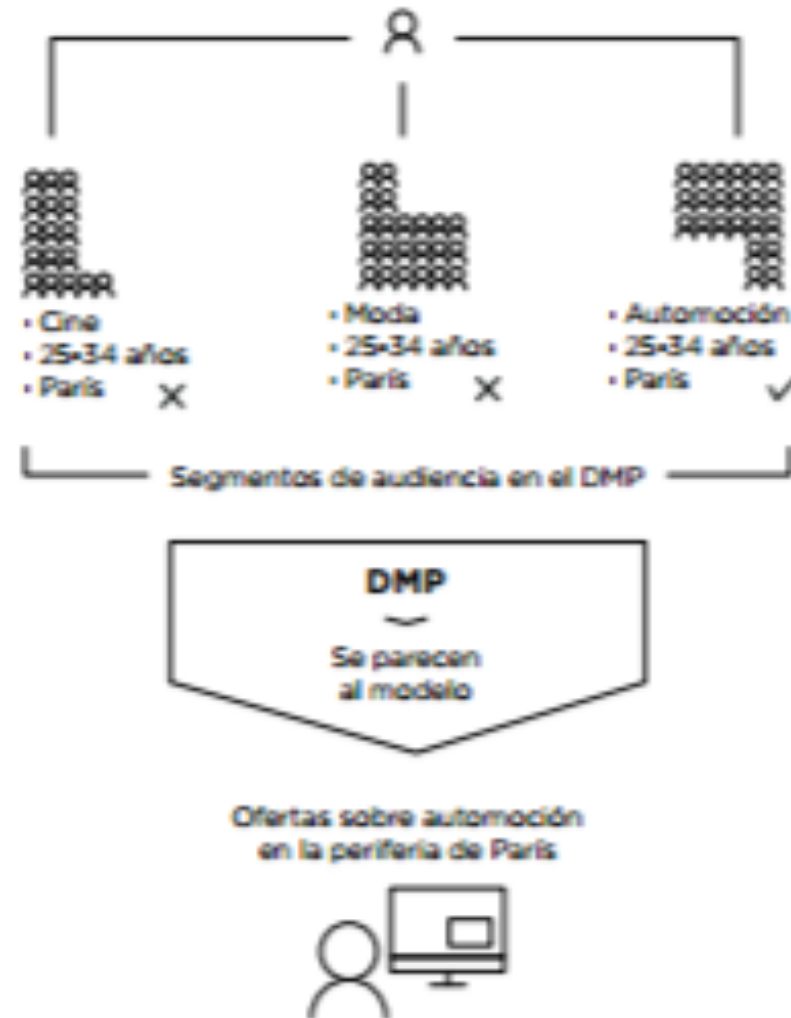 • Cine
• 25-34 años
• París
• Moda
• 25-34 años
• París
• Automoción
• 25-34 años
• París
Segmentos de audiencia en el DMP
DMP
Se parecen
al modelo
Ofertas sobre automoción
en la periferia de París